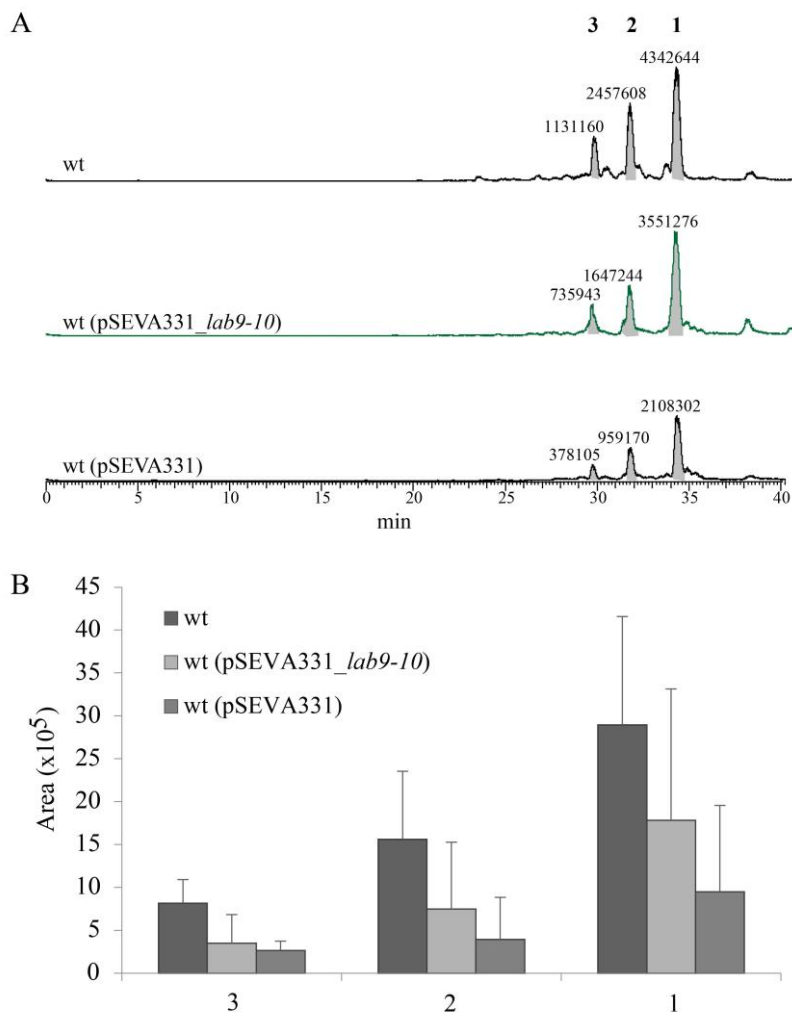 A
3 2 1
4342644
2457608
1131160
wt
3551276
1647244
735943
wt (pSEVA331_lab9-10)
2108302
959170
378105
wt (pSEVA331)
0 5 10 15 20 25 30 35 40
min
B
45
40
35
30
25
20
15
10
5
0
Area (x10⁵)
wt
wt (pSEVA331_lab9-10)
wt (pSEVA331)
3 2 1